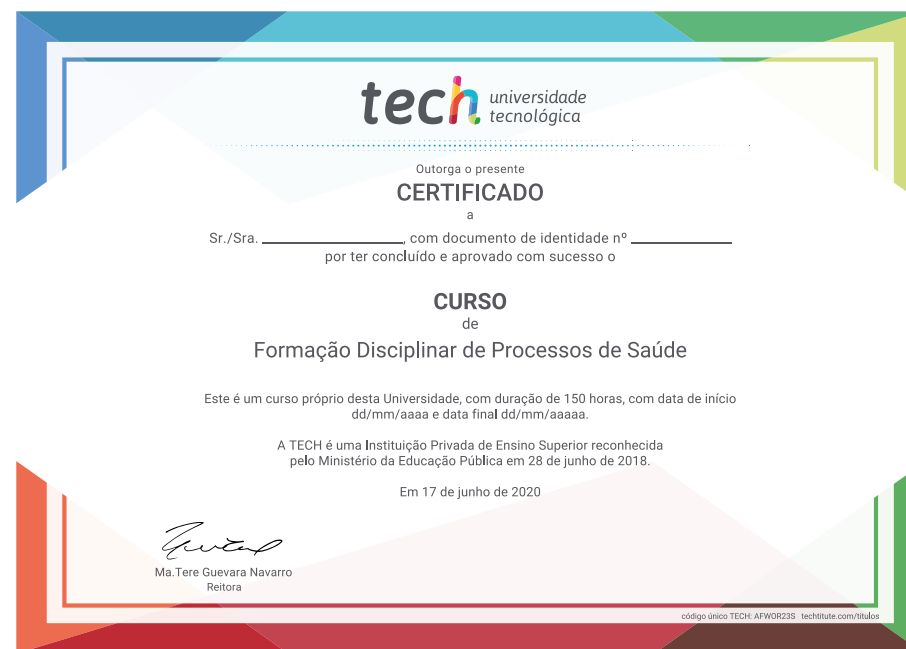 tech universidade
tecnológica
Outorga o presente
CERTIFICADO
a
Sr./Sra. ________________, com documento de identidade nº ____________
por ter concluído e aprovado com sucesso o
CURSO
de
Formação Disciplinar de Processos de Saúde
Este é um curso próprio desta Universidade, com duração de 150 horas, com data de início
dd/mm/aaaa e data final dd/mm/aaaaa.
A TECH é uma Instituição Privada de Ensino Superior reconhecida
pelo Ministério da Educação Pública em 28 de junho de 2018.
Em 17 de junho de 2020
Ma.Tere Guevara Navarro
Reitora
código único TECH: AFWOR23S techtitute.com/titulos